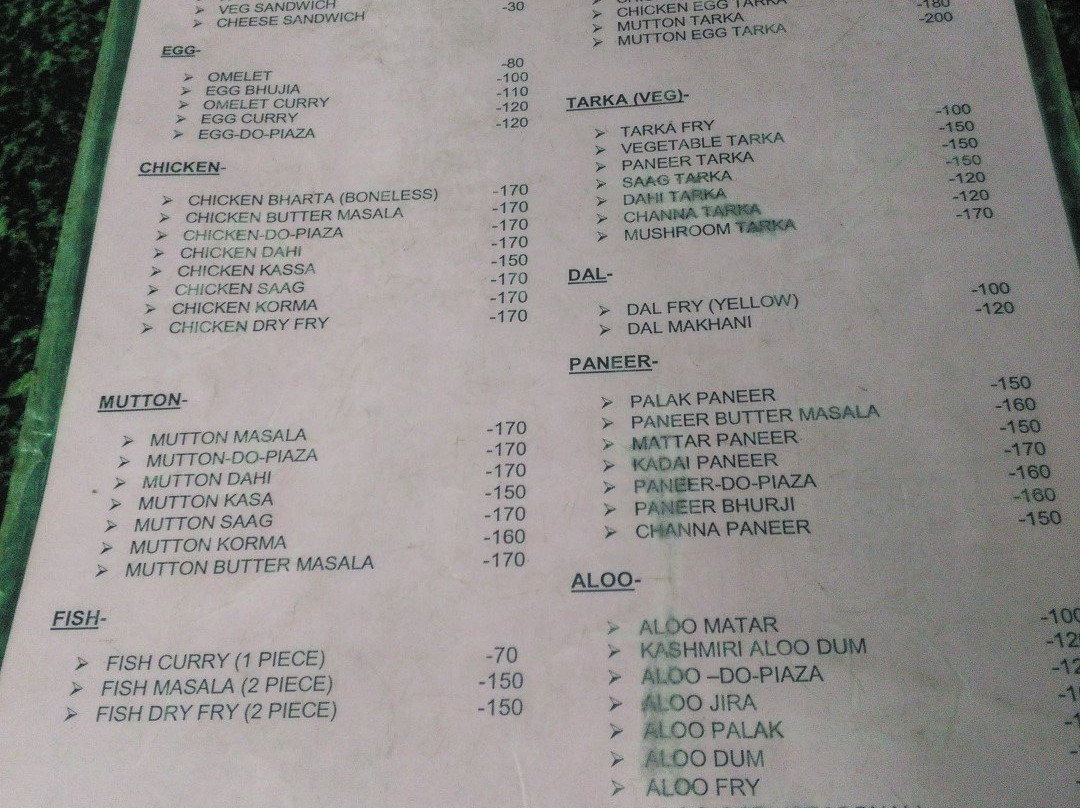 VEG SANDWICH
CHEESE SANDWICH -30
EGG-
OMELET -80
EGG BHUJIA -100
OMELET CURRY -110
EGG CURRY -120
EGG-DO-PIAZA -120
CHICKEN-
CHICKEN BHARTA (BONELESS) -170
CHICKEN BUTTER MASALA -170
CHICKEN-DO-PIAZA -170
CHICKEN DAHI -170
CHICKEN KASSA -150
CHICKEN SAAG -170
CHICKEN KORMA -170
CHICKEN DRY FRY -170
MUTTON-
MUTTON MASALA -170
MUTTON-DO-PIAZA -170
MUTTON DAHI -170
MUTTON KASA -150
MUTTON SAAG -170
MUTTON KORMA -160
MUTTON BUTTER MASALA -170
FISH-
FISH CURRY (1 PIECE) -70
FISH MASALA (2 PIECE) -150
FISH DRY FRY (2 PIECE) -150
CHICKEN EGG TARKA
MUTTON TARKA -180
MUTTON EGG TARKA -200
TARKA (VEG)-
TARKA FRY -100
VEGETABLE TARKA -150
PANEER TARKA -150
SAAG TARKA -150
DAHI TARKA -120
CHANNA TARKA -120
MUSHROOM TARKA -170
DAL-
DAL FRY (YELLOW) -100
DAL MAKHANI -120
PANEER-
PALAK PANEER -150
PANEER BUTTER MASALA -160
MATTAR PANEER -150
KADAI PANEER -170
PANEER-DO-PIAZA -160
PANEER BHURJI -160
CHANNA PANEER -150
ALOO-
ALOO MATAR -100
KASHMIRI ALOO DUM
ALOO –DO-PIAZA
ALOO JIRA
ALOO PALAK
ALOO DUM
ALOO FRY